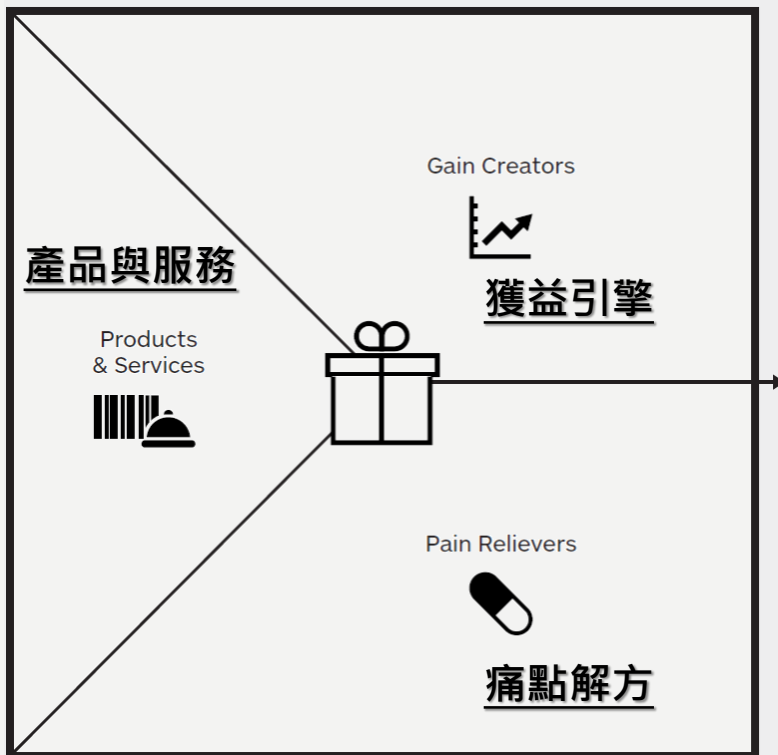 產品與服務
Products
& Services
Gain Creators
獲益引擎
Pain Relievers
痛點解方